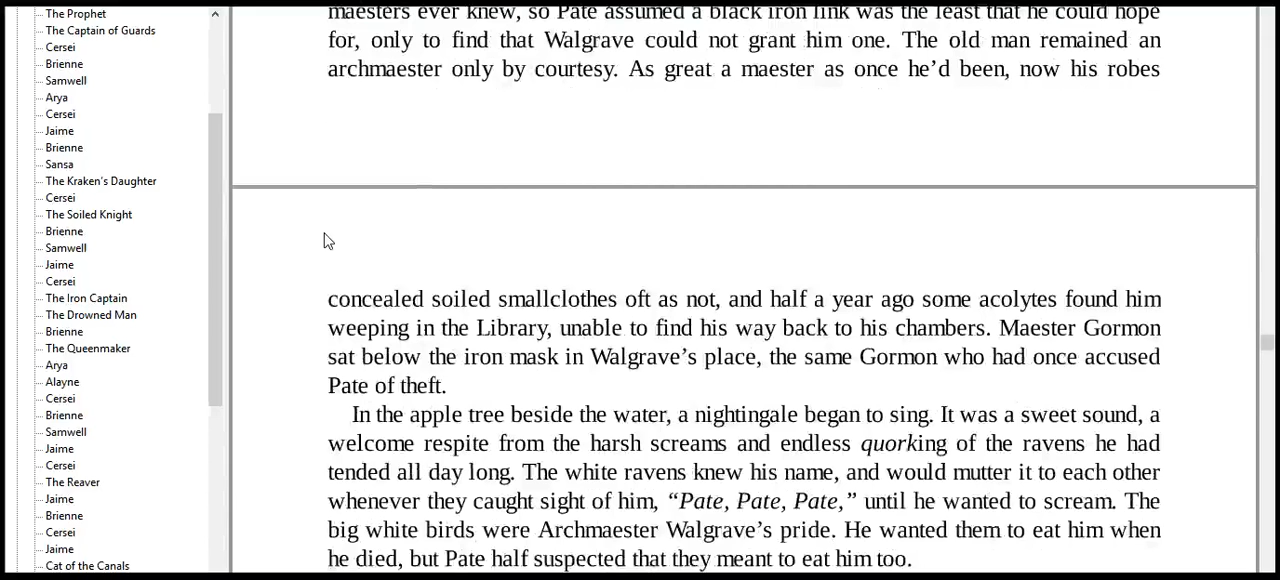 The Prophet
The Captain of Guards
Cersei
Brienne
Samwell
Arya
Cersei
Jaime
Brienne
Sansa
The Kraken's Daughter
Cersei
The Soiled Knight
Brienne
Samwell
Jaime
Cersei
The Iron Captain
The Drowned Man
Brienne
The Queenmaker
Arya
Alayne
Cersei
Brienne
Samwell
Jaime
Cersei
The Reaver
Jaime
Brienne
Cersei
Jaime
Cat of the Canals
maesters ever knew, so Pate assumed a black iron link was the least that he could hope
for, only to find that Walgrave could not grant him one. The old man remained an
archmaester only by courtesy. As great a maester as once he’d been, now his robes
concealed soiled smallclothes oft as not, and half a year ago some acolytes found him
weeping in the Library, unable to find his way back to his chambers. Maester Gormon
sat below the iron mask in Walgrave’s place, the same Gormon who had once accused
Pate of theft.
In the apple tree beside the water, a nightingale began to sing. It was a sweet sound, a
welcome respite from the harsh screams and endless quorking of the ravens he had
tended all day long. The white ravens knew his name, and would mutter it to each other
whenever they caught sight of him, “Pate, Pate, Pate,” until he wanted to scream. The
big white birds were Archmaester Walgrave’s pride. He wanted them to eat him when
he died, but Pate half suspected that they meant to eat him too.